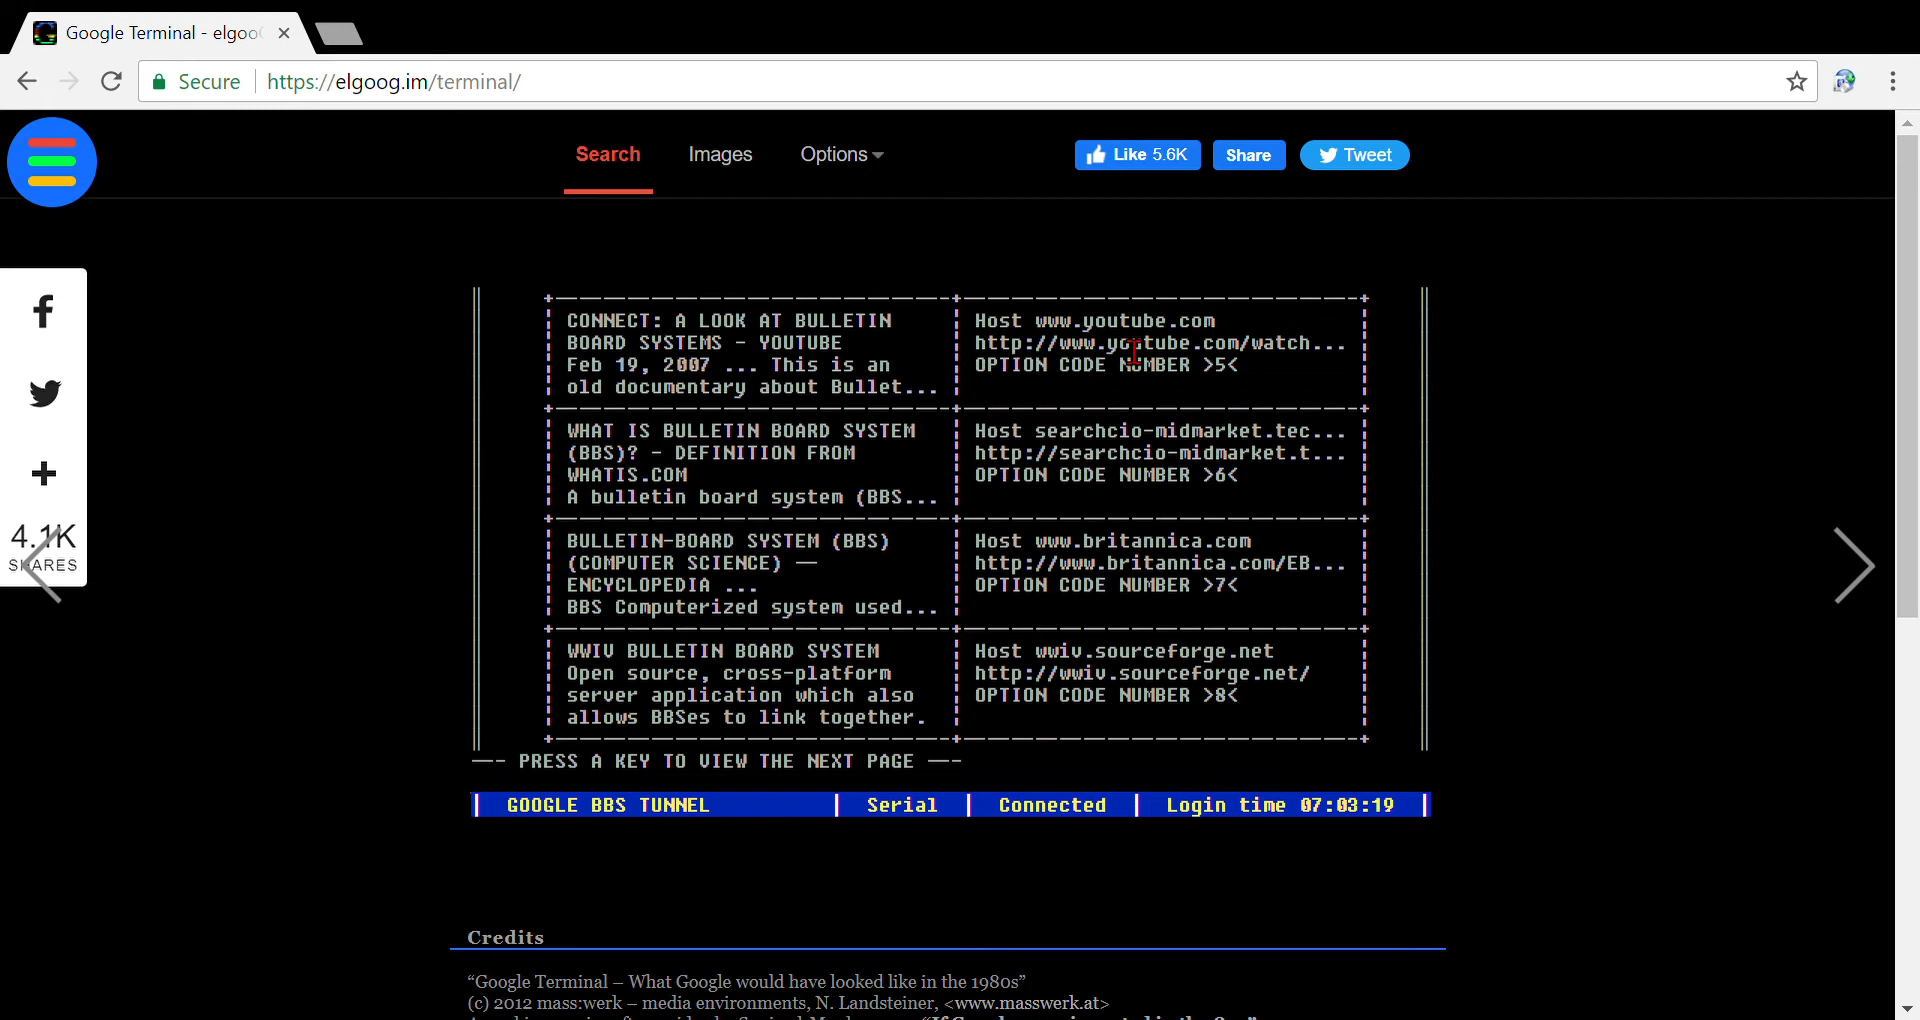 Google Terminal - elgoo
Secure https://elgoog.im/terminal/
Search Images Options Like 5.6K Share Tweet
4.1K
SHARES
CONNECT: A LOOK AT BULLETIN
BOARD SYSTEMS - YOUTUBE
Feb 19, 2007 ... This is an
old documentary about Bullet...
Host www.youtube.com
http://www.youtube.com/watch...
OPTION CODE NUMBER >5<
WHAT IS BULLETIN BOARD SYSTEM
(BBS)? - DEFINITION FROM
WHATIS.COM
A bulletin board system (BBS...
Host searchcio-midmarket.tec...
http://searchcio-midmarket.t...
OPTION CODE NUMBER >6<
BULLETIN-BOARD SYSTEM (BBS)
(COMPUTER SCIENCE) —
ENCYCLOPEDIA ...
BBS Computerized system used...
Host www.britannica.com
http://www.britannica.com/EB...
OPTION CODE NUMBER >7<
WWIV BULLETIN BOARD SYSTEM
Open source, cross-platform
server application which also
allows BBSes to link together.
Host wwiv.sourceforge.net
http://wwiv.sourceforge.net/
OPTION CODE NUMBER >8<
--- PRESS A KEY TO VIEW THE NEXT PAGE ---
GOOGLE BBS TUNNEL | Serial | Connected | Login time 07:03:19
Credits
“Google Terminal – What Google would have looked like in the 1980s”
(c) 2012 mass:werk – media environments, N. Landsteiner, <www.masswerk.at>